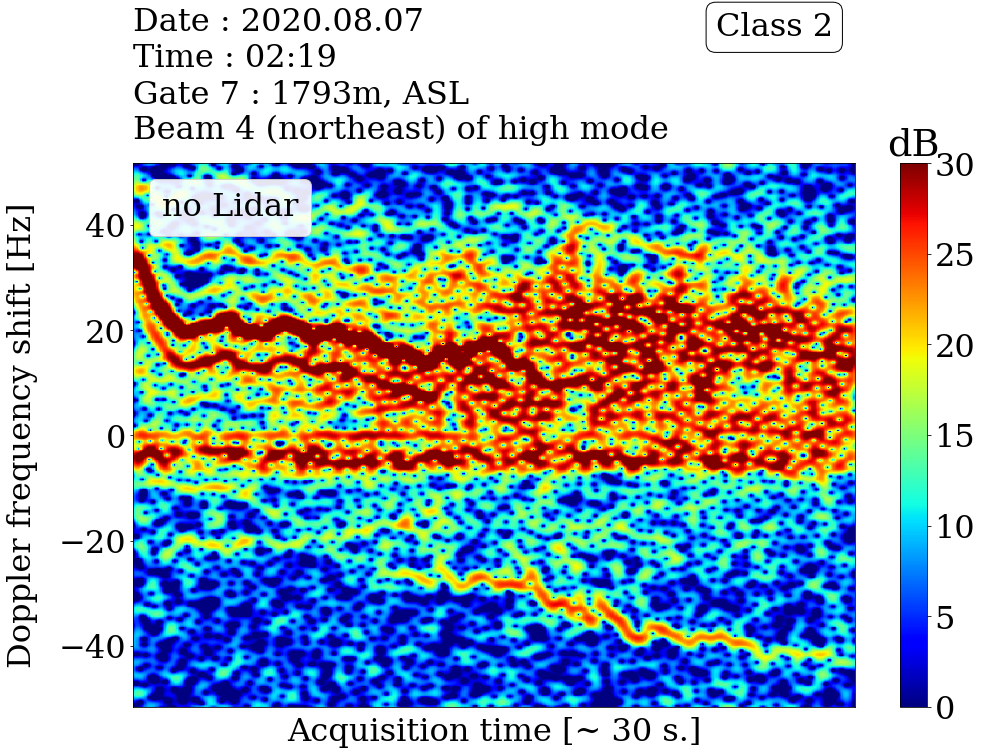 Date : 2020.08.07
Time : 02:19
Gate 7 : 1793m, ASL
Beam 4 (northeast) of high mode
Class 2
dB
no Lidar
Doppler frequency shift [Hz]
40
20
0
−20
−40
Acquisition time [~ 30 s.]
30
25
20
15
10
5
0